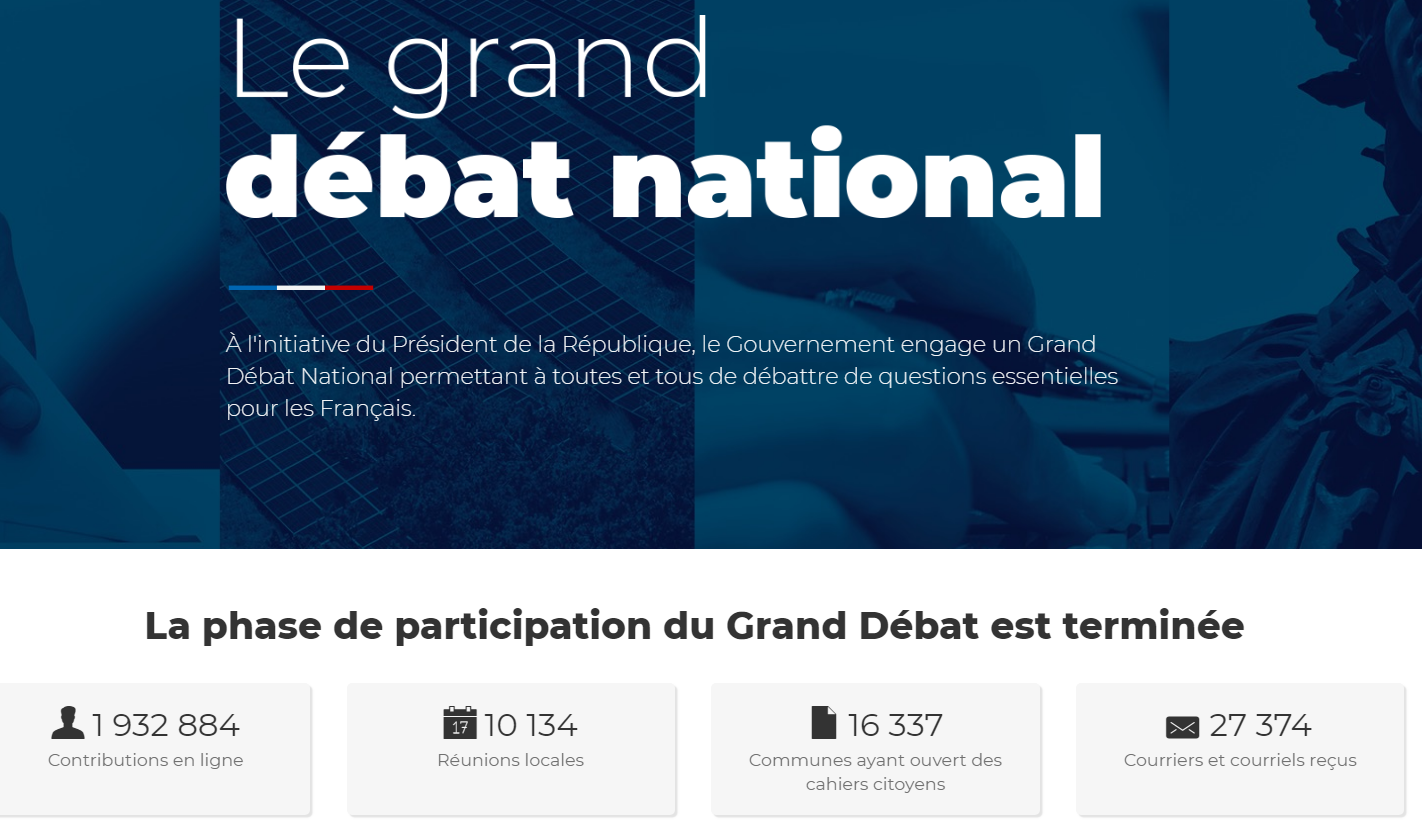 Le grand
débat national
À l'initiative du Président de la République, le Gouvernement engage un Grand
Débat National permettant à toutes et tous de débattre de questions essentielles
pour les Français.
La phase de participation du Grand Débat est terminée
1 932 884
Contributions en ligne
17
10 134
Réunions locales
16 337
Communes ayant ouvert des
cahiers citoyens
27 374
Courriers et courriels reçus